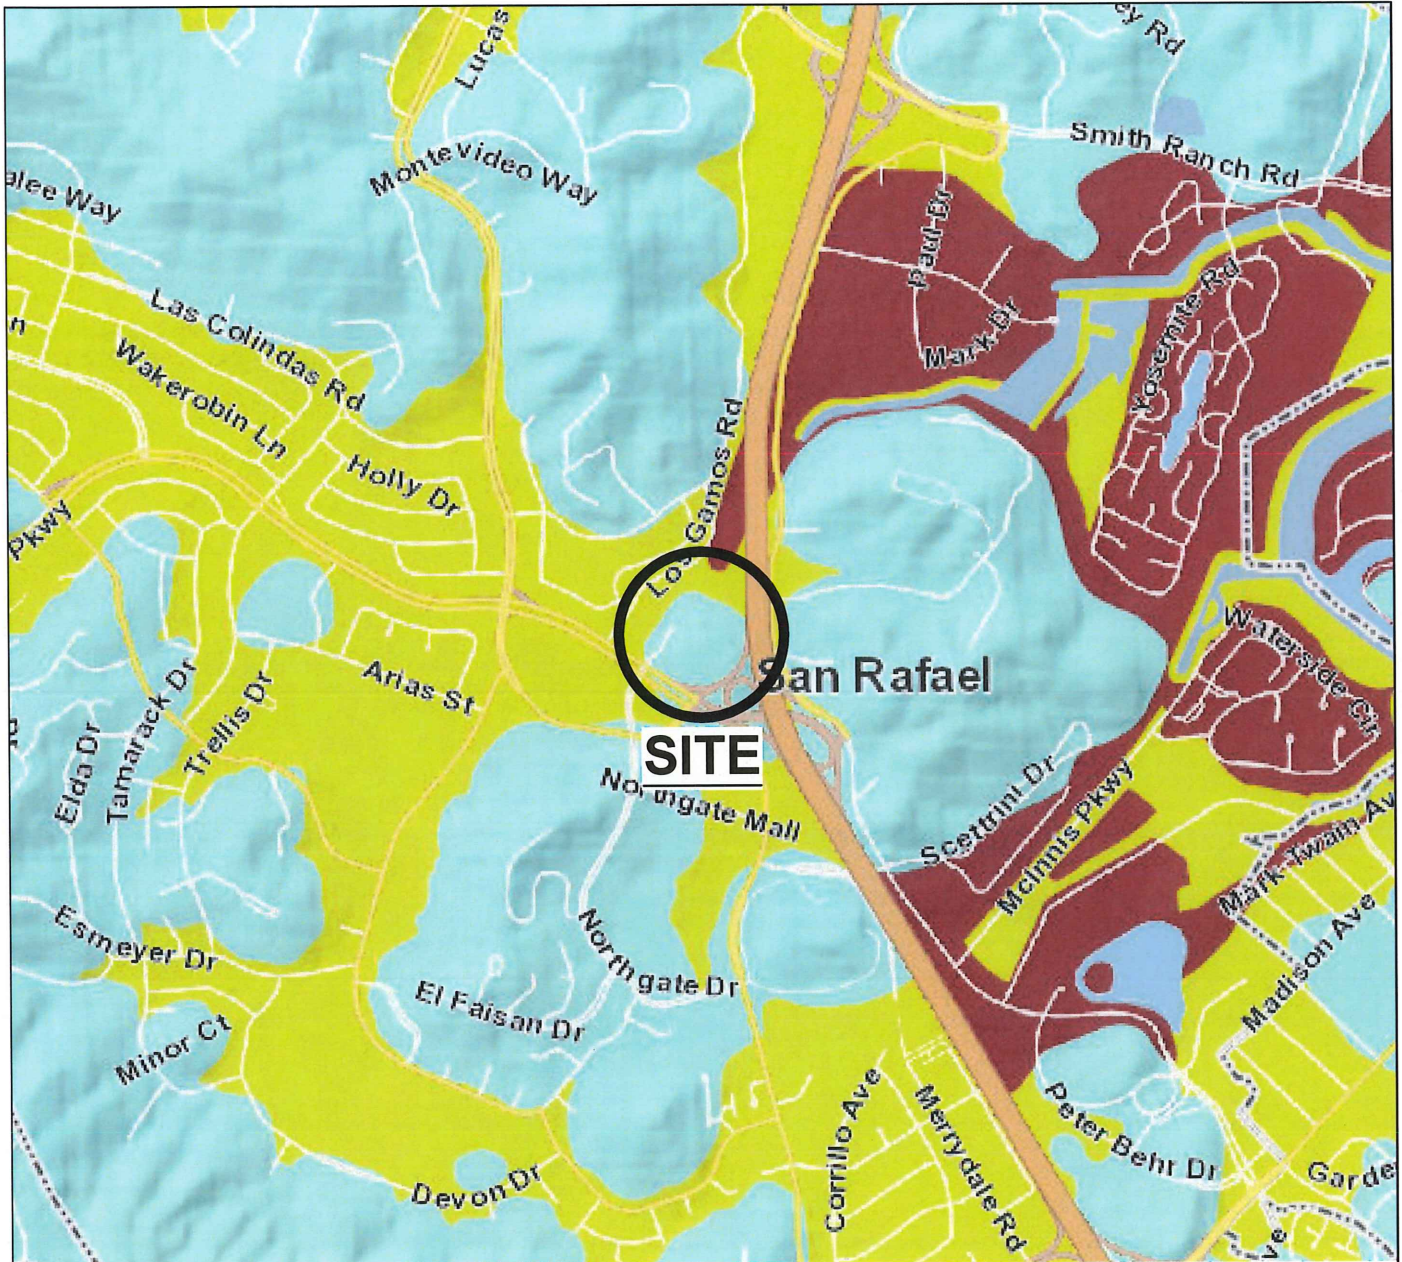 Lucas
ey Rd
Smith Ranch Rd
Montevideo Way
alee Way
Paul Dr
Yosemite Rd
Mark Dr
Las Colindas Rd
n
Wakerobin Ln
Holly Dr
Los Gamos Rd
Pkwy
Waterside Cir
San Rafael
Arias St
Tamarack Dr
Trellis Dr
Elda Dr
SITE
Northgate Mall
Scettrini Dr
McInnis Pkwy
Mark Twain Av
Madison Ave
Esmeyer Dr
Northgate Dr
El Faisan Dr
Minor Ct
Corrillo Ave
Merrydale Rd
Peter Behr Dr
Devon Dr
Garde
ve